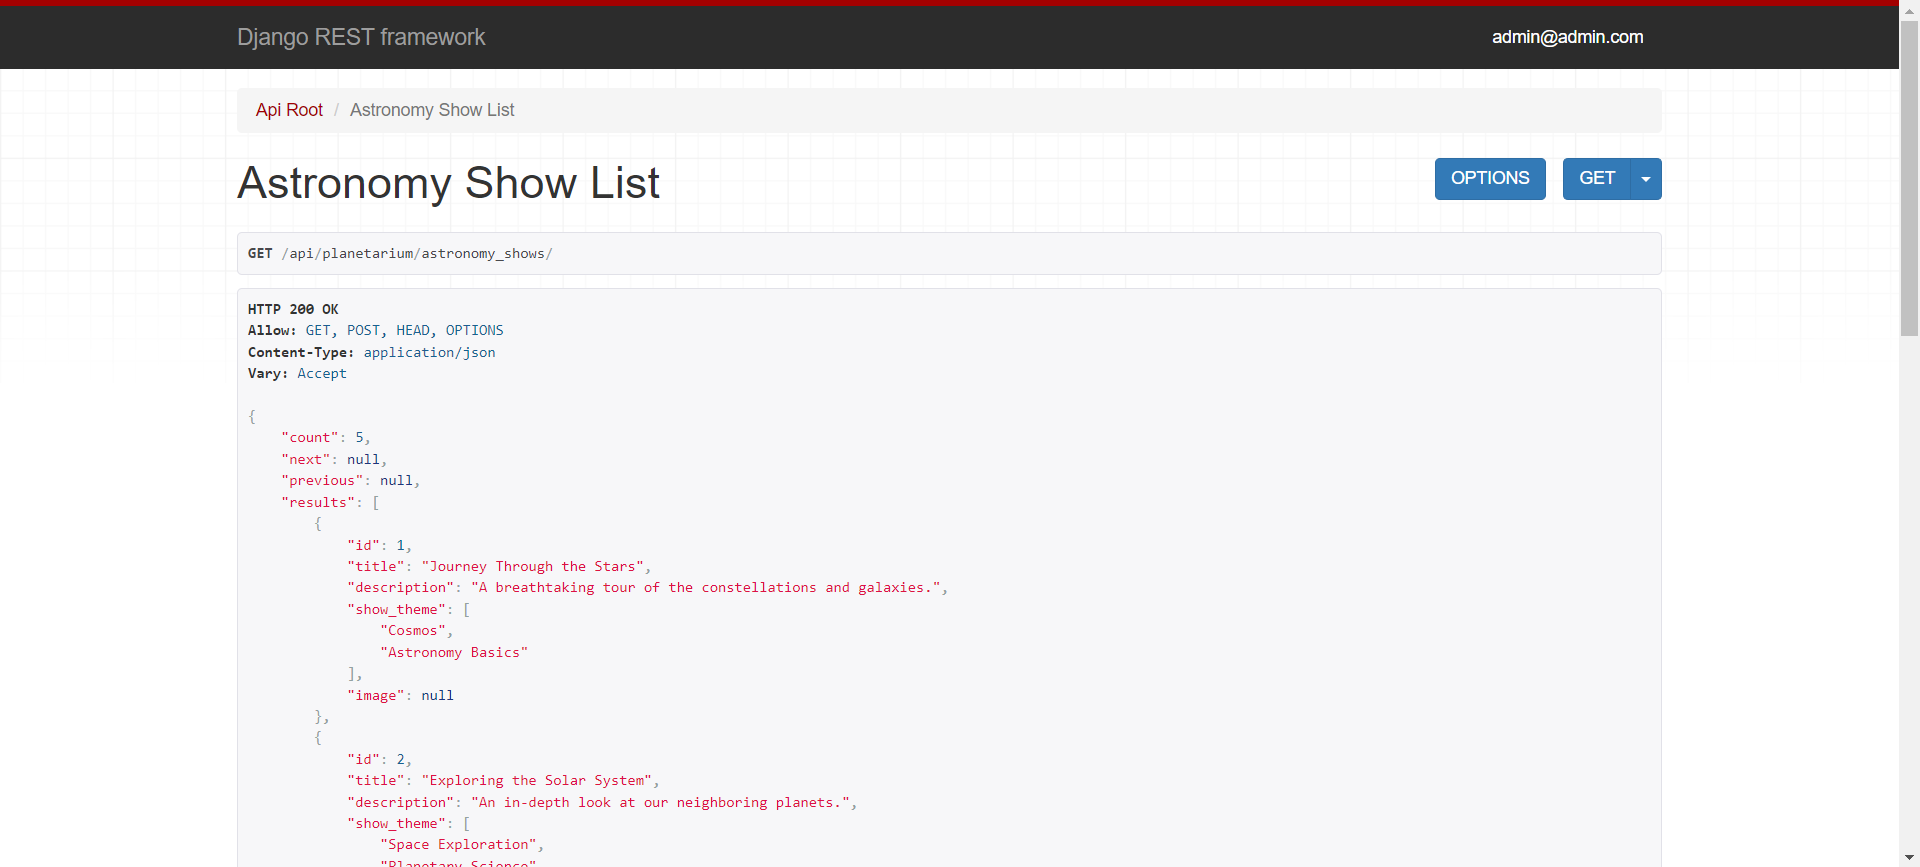 Django REST framework
admin@admin.com
Api Root / Astronomy Show List
Astronomy Show List
OPTIONS
GET
GET /api/planetarium/astronomy_shows/
HTTP 200 OK
Allow: GET, POST, HEAD, OPTIONS
Content-Type: application/json
Vary: Accept
{
"count": 5,
"next": null,
"previous": null,
"results": [
{
"id": 1,
"title": "Journey Through the Stars",
"description": "A breathtaking tour of the constellations and galaxies.",
"show_theme": [
"Cosmos",
"Astronomy Basics"
],
"image": null
},
{
"id": 2,
"title": "Exploring the Solar System",
"description": "An in-depth look at our neighboring planets.",
"show_theme": [
"Space Exploration",
"Planetary Science"